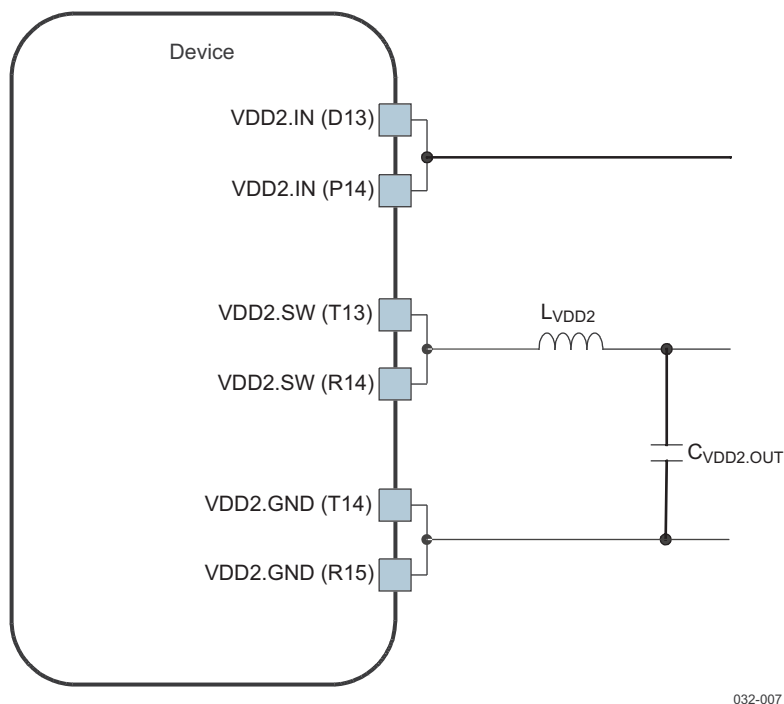 Device
VDD2.IN (D13)
VDD2.IN (P14)
VDD2.SW (T13)
LVDD2
VDD2.SW (R14)
CVDD2.OUT
VDD2.GND (T14)
VDD2.GND (R15)
032-007